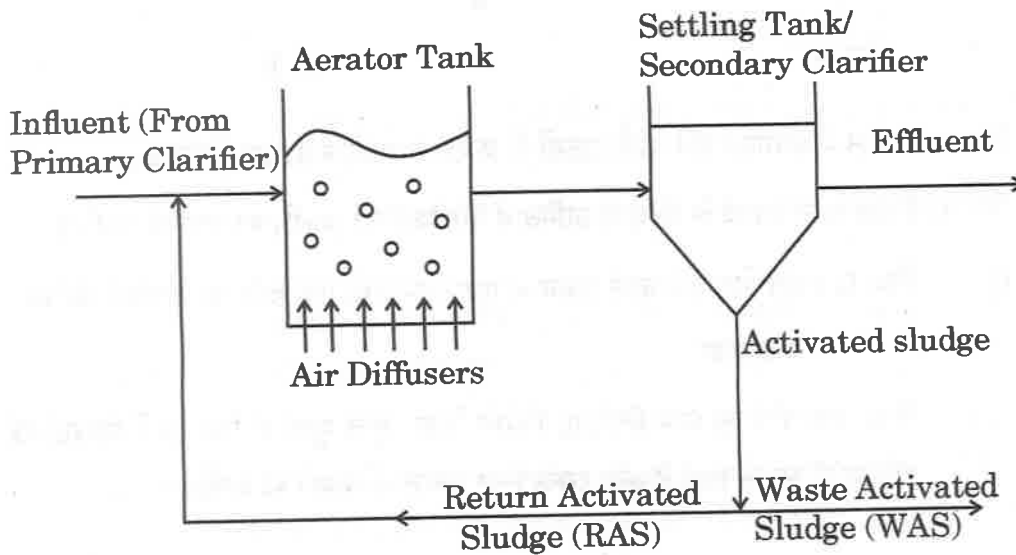 Aerator Tank
Settling Tank/
Secondary Clarifier
Influent (From
Primary Clarifier)
Effluent
Air Diffusers
Activated sludge
Return Activated
Sludge (RAS)
Waste Activated
Sludge (WAS)